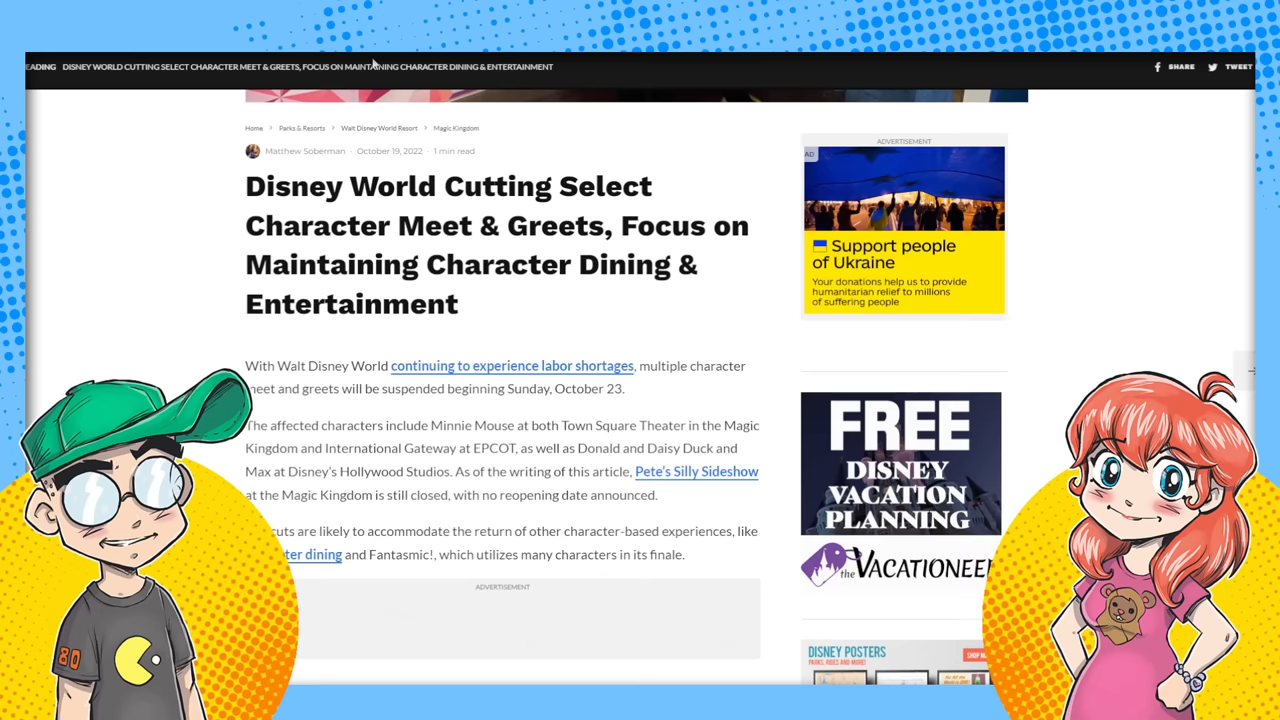 EADING DISNEY WORLD CUTTING SELECT CHARACTER MEET & GREETS, FOCUS ON MAINTAINING CHARACTER DINING & ENTERTAINMENT
SHARE TWEET
Home > Parks & Resorts > Walt Disney World Resort > Magic Kingdom
Matthew Soberman · October 19, 2022 · 1 min read
Disney World Cutting Select
Character Meet & Greets, Focus on
Maintaining Character Dining &
Entertainment
With Walt Disney World continuing to experience labor shortages, multiple character
meet and greets will be suspended beginning Sunday, October 23.
The affected characters include Minnie Mouse at both Town Square Theater in the Magic
Kingdom and International Gateway at EPCOT, as well as Donald and Daisy Duck and
Max at Disney's Hollywood Studios. As of the writing of this article, Pete's Silly Sideshow
at the Magic Kingdom is still closed, with no reopening date announced.
cuts are likely to accommodate the return of other character-based experiences, like
ter dining and Fantasmic!, which utilizes many characters in its finale.
ADVERTISEMENT
ADVERTISEMENT
AD
Support people
of Ukraine
Your donations help us to provide
humanitarian relief to millions
of suffering people
FREE
DISNEY
VACATION
PLANNING
the VACATIONEE
DISNEY POSTERS
PARKS, RIDES AND MORE!
SHOP N
80